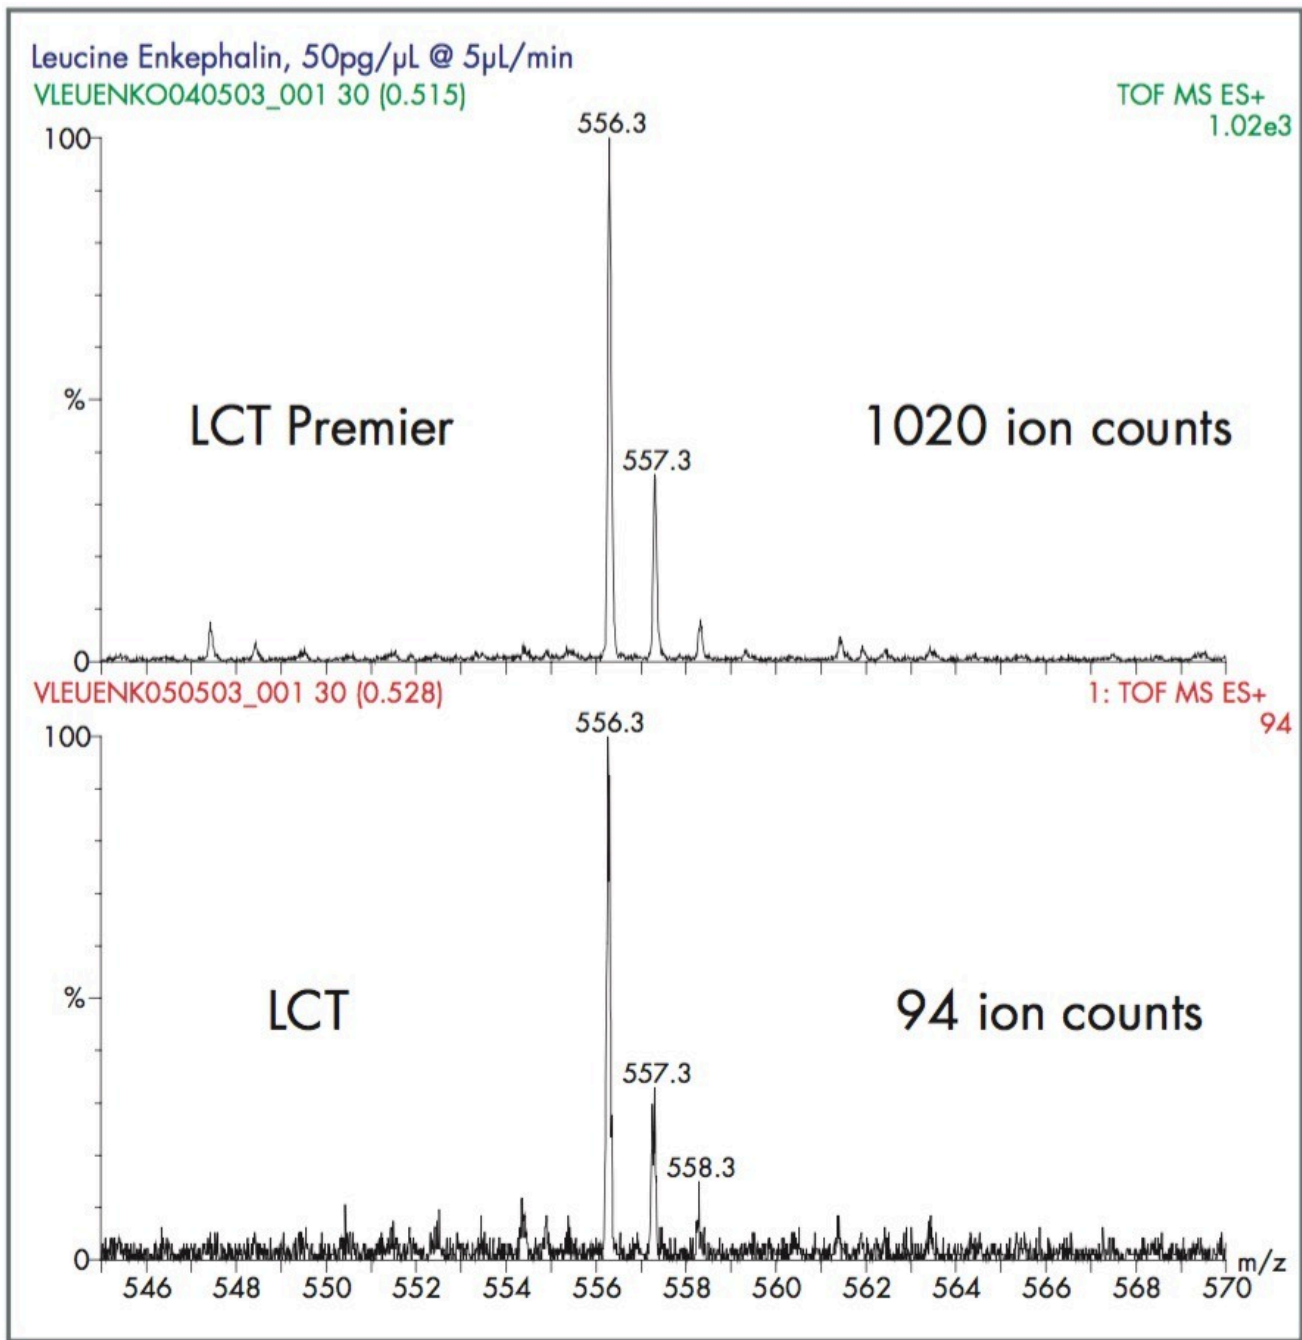 Leucine Enkephalin, 50pg/µL @ 5µL/min
VLEUENKO040503_001 30 (0.515)
TOF MS ES+
1.02e3
100
556.3
%
LCT Premier
1020 ion counts
557.3
0
VLEUENK050503_001 30 (0.528)
1: TOF MS ES+
94
100
556.3
%
LCT
94 ion counts
557.3
558.3
0
m/z
546 548 550 552 554 556 558 560 562 564 566 568 570